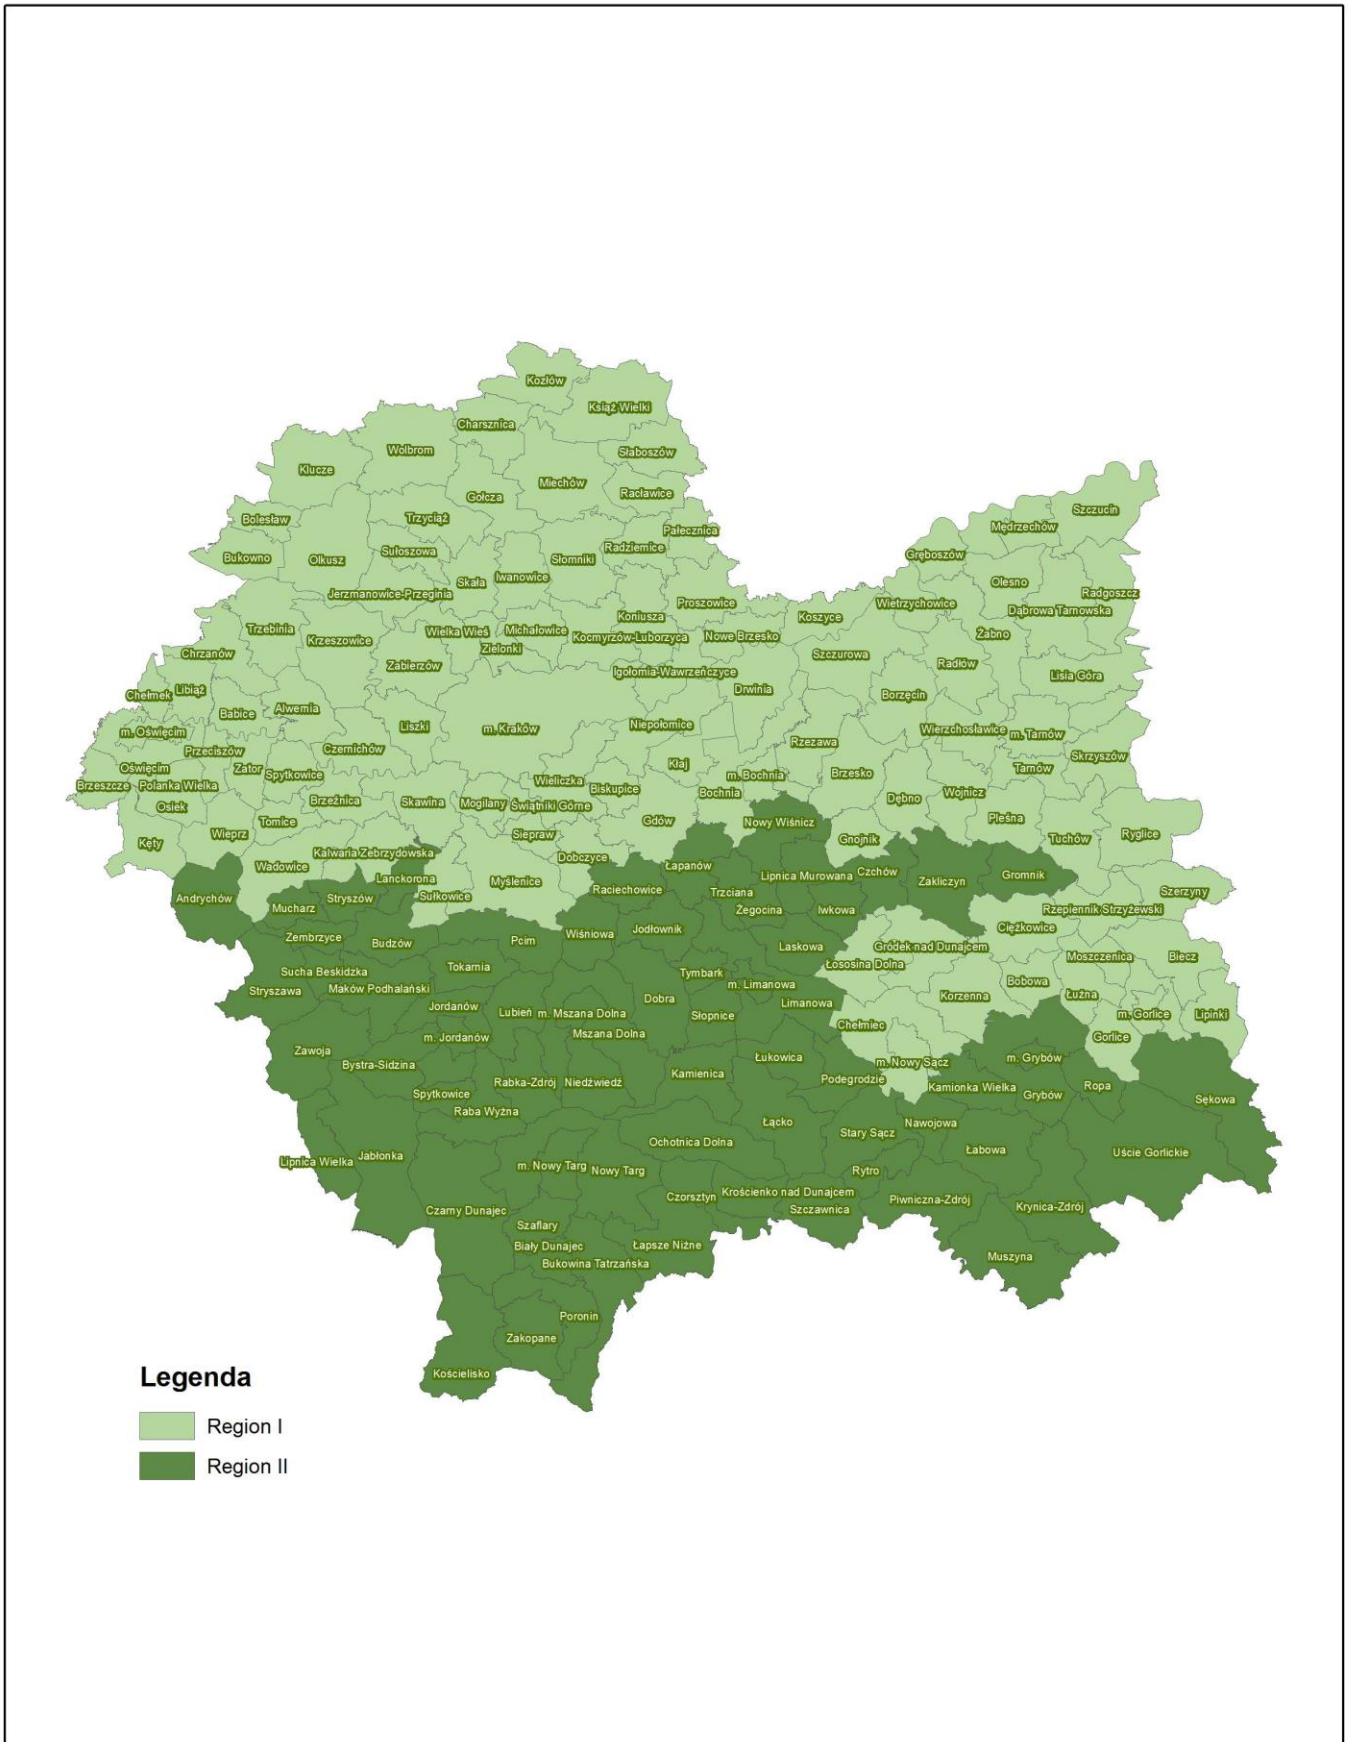 Kozłów
Książ Wielki
Charsznica
Wolbrom
Słaboszów
Klucze
Miechów
Racławice
Gołcza
Szczucin
Trzyciąż
Bolesław
Mędrzechów
Pałecznica
Radziemice
Sułoszowa
Gręboszów
Bukowno
Olkusz
Słomniki
Iwanowice
Skała
Olesno
Jerzmanowice-Przeginia
Radgoszcz
Proszowice
Wietrzychowice
Dąbrowa Tarnowska
Koniusza
Koszyce
Trzebinia
Wielka Wieś
Michałowice
Żabno
Kocmyrzów-Luborzyca
Nowe Brzesko
Krzeszowice
Zielonki
Chrzanów
Szczurowa
Zabierzów
Radłów
Igołomia-Wawrzeńczyce
Lisia Góra
Libiąż
Drwinia
Chełmek
Borzęcin
Alwernia
Babice
Liszki
Niepołomice
m. Kraków
Wierzchosławice
m. Oświęcim
m. Tarnów
Rzezawa
Czernichów
Przeciszów
Skrzyszów
Kłaj
Oświęcim
Zator
Tarnów
Spytkowice
Brzesko
m. Bochnia
Wieliczka
Brzeszcze
Polanka Wielka
Biskupice
Bochnia
Wojnicz
Dębno
Brzeźnica
Skawina
Mogilany
Świątniki Górne
Osiek
Pleśna
Tomice
Gdów
Nowy Wiśnicz
Wieprz
Siepraw
Ryglice
Kęty
Gnojnik
Tuchów
Kalwaria Zebrzydowska
Dobczyce
Wadowice
Łapanów
Lanckorona
Myślenice
Lipnica Murowana
Czchów
Zakliczyn
Gromnik
Raciechowice
Trzciana
Szerzyny
Andrychów
Stryszów
Sułkowice
Mucharz
Żegocina
Iwkowa
Rzepiennik Strzyżewski
Ciężkowice
Jodłownik
Wiśniowa
Zembrzyce
Budzów
Pcim
Laskowa
Gródek nad Dunajcem
Moszczenica
Biecz
Łososina Dolna
Tokarnia
Sucha Beskidzka
Tymbark
Bobowa
m. Limanowa
Stryszawa
Maków Podhalański
Korzenna
Łużna
Dobra
Limanowa
Jordanów
Lubień
m. Mszana Dolna
Słopnice
m. Gorlice
Lipinki
Chełmiec
Mszana Dolna
m. Jordanów
Gorlice
Zawoja
Łukowica
m. Grybów
m. Nowy Sącz
Bystra-Sidzina
Kamienica
Podegrodzie
Rabka-Zdrój
Niedźwiedź
Kamionka Wielka
Ropa
Spytkowice
Grybów
Sękowa
Raba Wyżna
Łącko
Nawojowa
Stary Sącz
Ochotnica Dolna
Łabowa
Uście Gorlickie
Jabłonka
Lipnica Wielka
m. Nowy Targ
Nowy Targ
Rytro
Krościenko nad Dunajcem
Czorsztyn
Piwniczna-Zdrój
Krynica-Zdrój
Czarny Dunajec
Szczawnica
Szaflary
Biały Dunajec
Łapsze Niżne
Muszyna
Bukowina Tatrzańska
Poronin
Zakopane
Kościelisko
Legenda
Region I
Region II